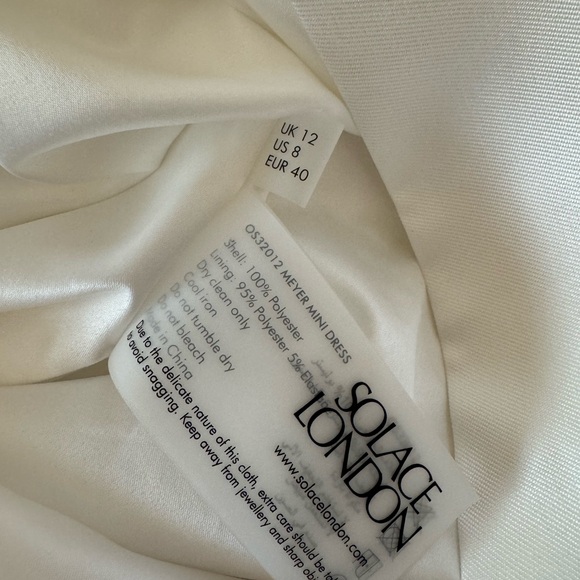 UK 12
US 8
EUR 40
OS32012 MEYER MINI DRESS
Shell: 100% Polyester
Lining: 95% Polyester 5%
Dry clean only
Cool iron
Do not tumble dry
Do not bleach
in China
Due to the delicate nature of this cloth, extra care should be
avoid snagging. Keep away from jewellery and sharp
SOLACE
LONDON
www.solacelondon.com